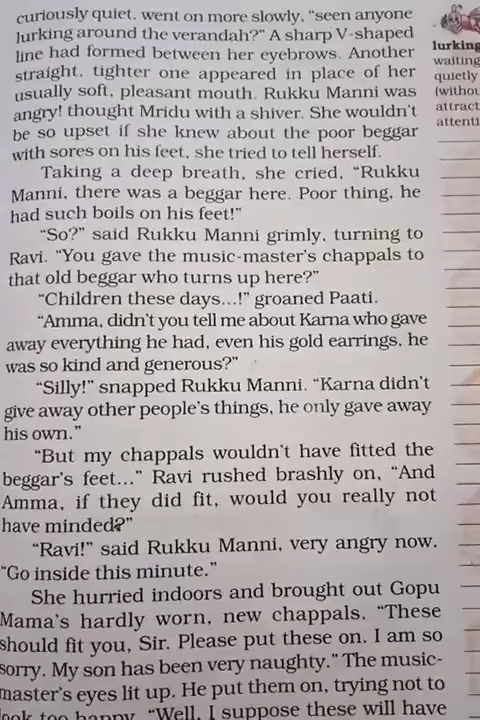 curiously quiet, went on more slowly, “seen anyone
lurking around the verandah?” A sharp V-shaped
line had formed between her eyebrows. Another
straight, tighter one appeared in place of her
usually soft, pleasant mouth. Rukku Manni was
angry! thought Mridu with a shiver. She wouldn't
be so upset if she knew about the poor beggar
with sores on his feet, she tried to tell herself.
Taking a deep breath, she cried, “Rukku
Manni, there was a beggar here. Poor thing, he
had such boils on his feet!”
“So?” said Rukku Manni grimly, turning to
Ravi. “You gave the music-master's chappals to
that old beggar who turns up here?”
“Children these days...!” groaned Paati.
“Amma, didn't you tell me about Karna who gave
away everything he had, even his gold earrings, he
was so kind and generous?”
“Silly!” snapped Rukku Manni. “Karna didn't
give away other people's things, he only gave away
his own.”
“But my chappals wouldn't have fitted the
beggar's feet...” Ravi rushed brashly on, “And
Amma, if they did fit, would you really not
have minded?”
“Ravi!” said Rukku Manni, very angry now.
“Go inside this minute.”
She hurried indoors and brought out Gopu
Mama's hardly worn, new chappals. “These
should fit you, Sir. Please put these on. I am so
sorry. My son has been very naughty.” The music-
master's eyes lit up. He put them on, trying not to
look too happy. “Well, I suppose these will have
lurking
waiting
quietly
(withou
attract
attenti